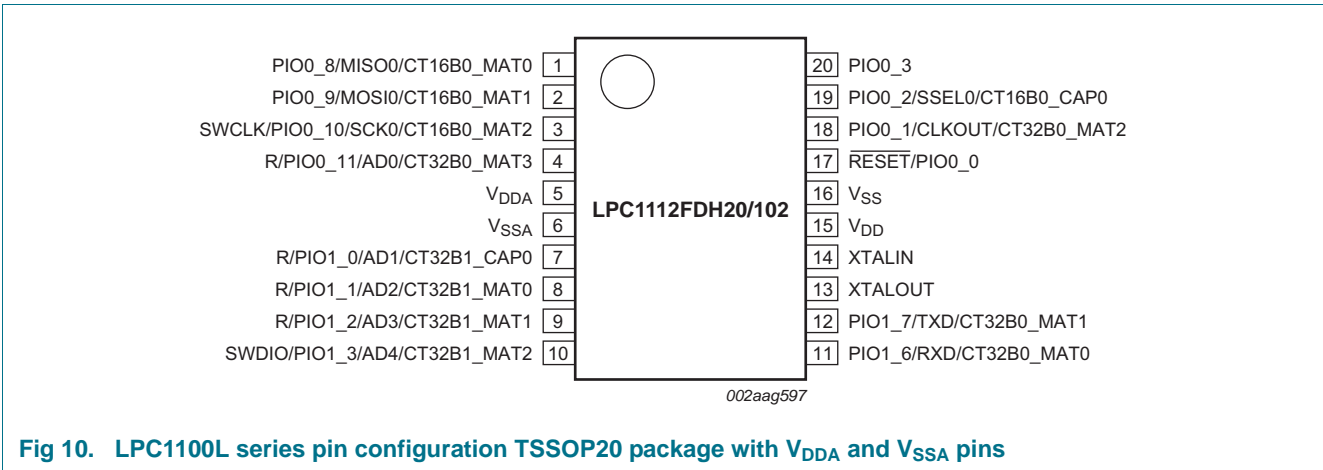 PIO0_8/MISO0/CT16B0_MAT0 1
PIO0_9/MOSI0/CT16B0_MAT1 2
SWCLK/PIO0_10/SCK0/CT16B0_MAT2 3
R/PIO0_11/AD0/CT32B0_MAT3 4
VDDA 5
VSSA 6
R/PIO1_0/AD1/CT32B1_CAP0 7
R/PIO1_1/AD2/CT32B1_MAT0 8
R/PIO1_2/AD3/CT32B1_MAT1 9
SWDIO/PIO1_3/AD4/CT32B1_MAT2 10
LPC1112FDH20/102
20 PIO0_3
19 PIO0_2/SSEL0/CT16B0_CAP0
18 PIO0_1/CLKOUT/CT32B0_MAT2
17 RESET/PIO0_0
16 VSS
15 VDD
14 XTALIN
13 XTALOUT
12 PIO1_7/TXD/CT32B0_MAT1
11 PIO1_6/RXD/CT32B0_MAT0
002aag597
Fig 10. LPC1100L series pin configuration TSSOP20 package with VDDA and VSSA pins